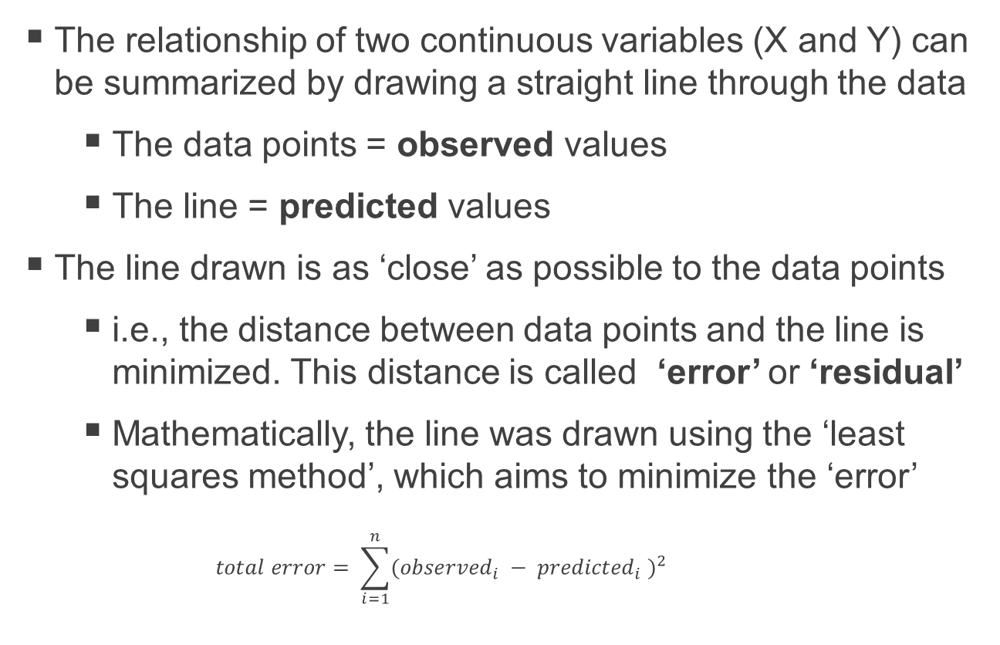 ▪ The relationship of two continuous variables (X and Y) can
be summarized by drawing a straight line through the data
▪ The data points = observed values
▪ The line = predicted values
▪ The line drawn is as ‘close’ as possible to the data points
▪ i.e., the distance between data points and the line is
minimized. This distance is called ‘error’ or ‘residual’
▪ Mathematically, the line was drawn using the ‘least
squares method’, which aims to minimize the ‘error’
n
total error = ∑(observedᵢ − predictedᵢ )²
i=1